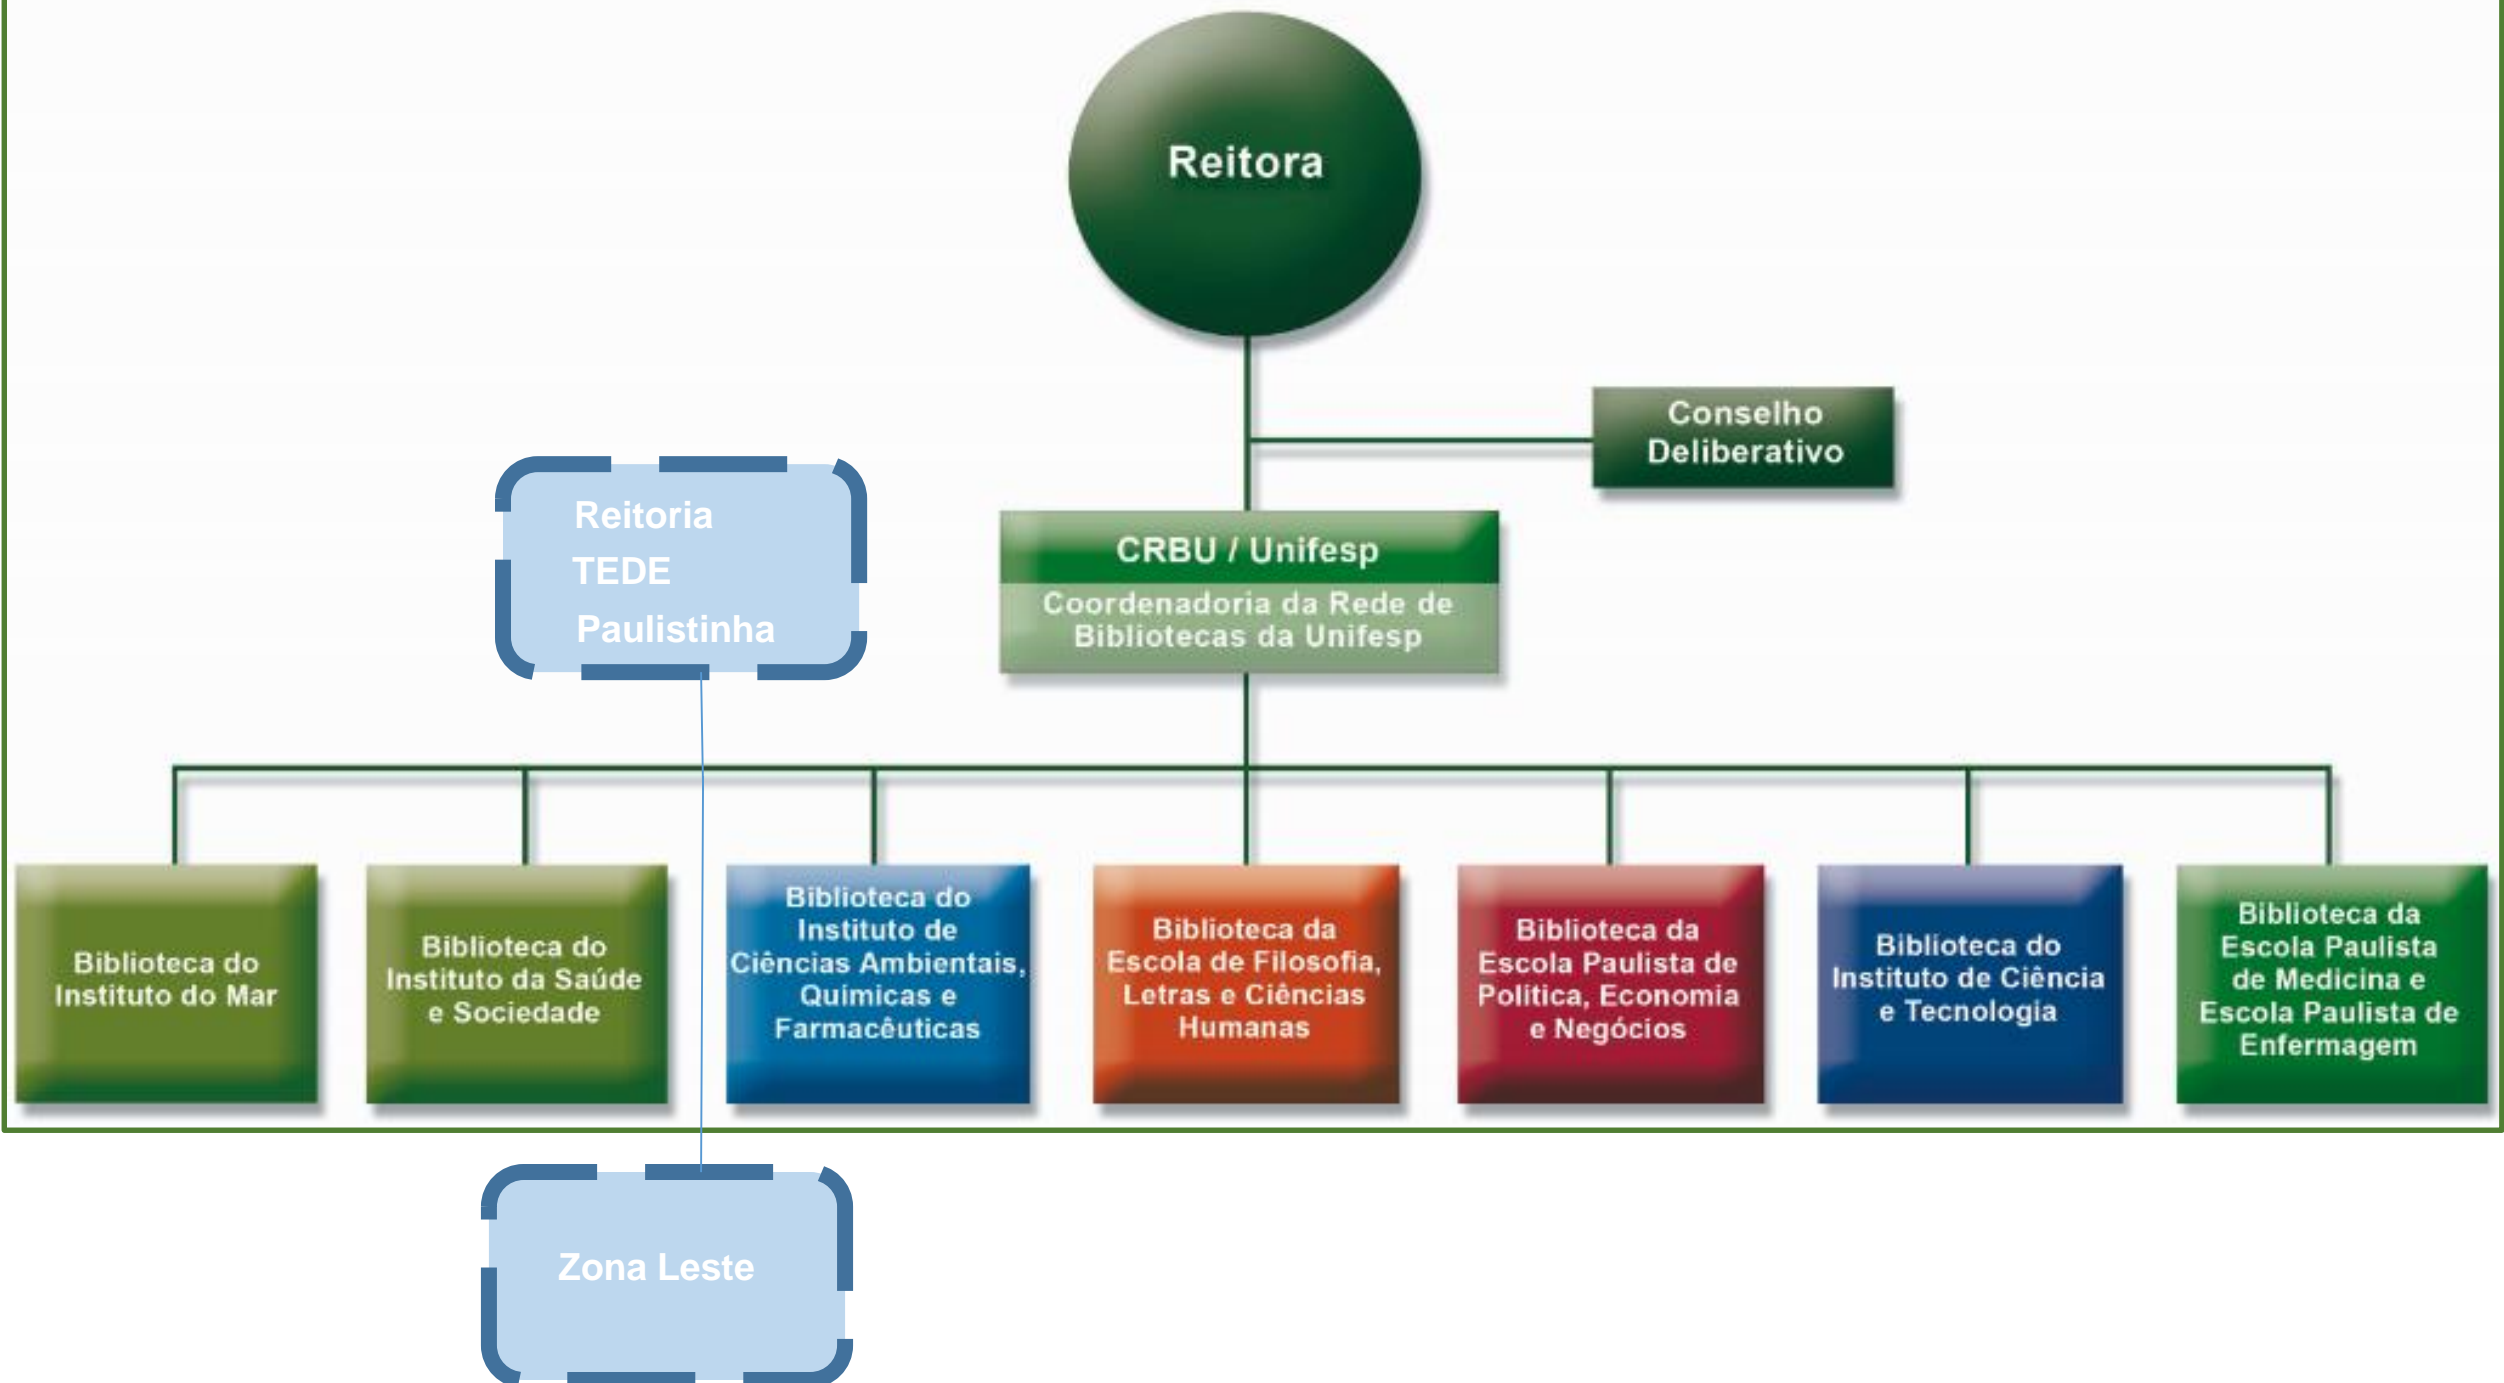 Reitora
Conselho
Deliberativo
Reitoria
TEDE
Paulistinha
CRBU / Unifesp
Coordenadoria da Rede de
Bibliotecas da Unifesp
Biblioteca do
Instituto do Mar
Biblioteca do
Instituto da Saúde
e Sociedade
Biblioteca do
Instituto de
Ciências Ambientais,
Químicas e
Farmacêuticas
Biblioteca da
Escola de Filosofia,
Letras e Ciências
Humanas
Biblioteca da
Escola Paulista de
Política, Economia
e Negócios
Biblioteca do
Instituto de Ciência
e Tecnologia
Biblioteca da
Escola Paulista
de Medicina e
Escola Paulista de
Enfermagem
Zona Leste